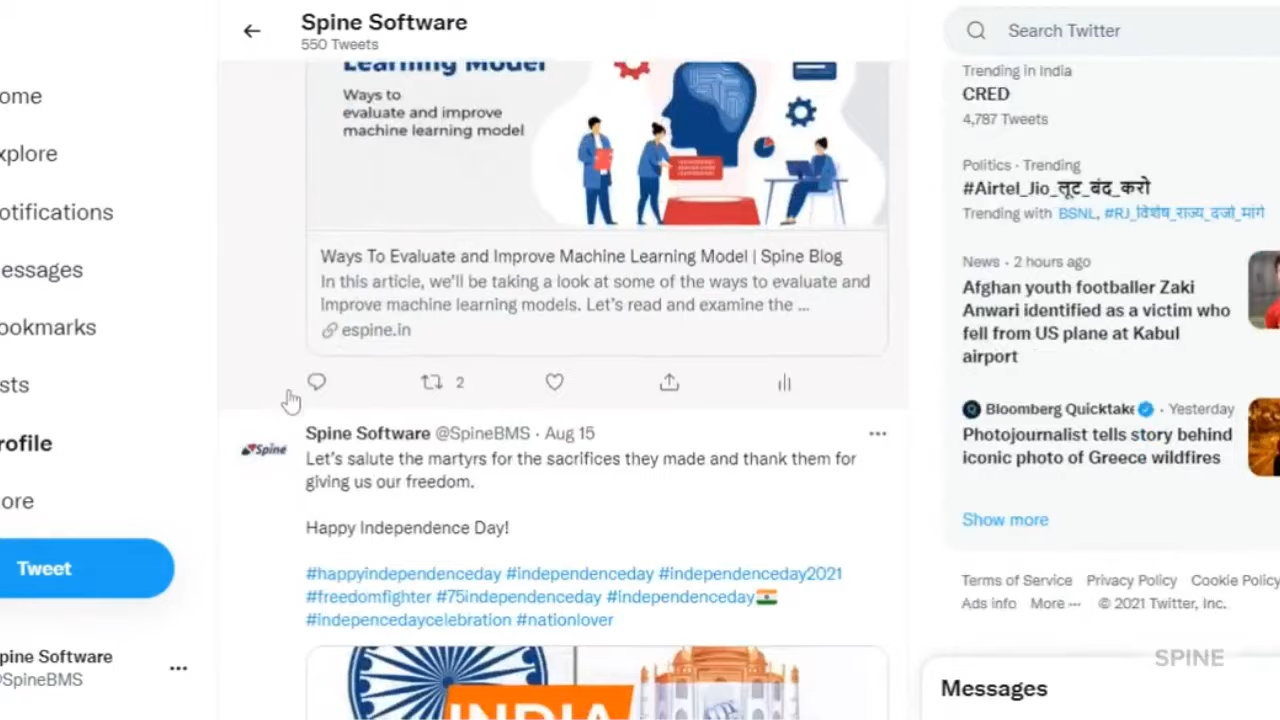 Spine Software
550 Tweets
Search Twitter
ome
xplore
otifications
essages
ookmarks
sts
rofile
ore
Tweet
pine Software
@SpineBMS
Learning Model
Ways to
evaluate and improve
machine learning model
Ways To Evaluate and Improve Machine Learning Model | Spine Blog
In this article, we'll be taking a look at some of the ways to evaluate and
Improve machine learning models. Let's read and examine the ...
espine.in
2
Spine Software @SpineBMS · Aug 15
Spine
Let's salute the martyrs for the sacrifices they made and thank them for
giving us our freedom.
Happy Independence Day!
#happyindependenceday #independenceday #independenceday2021
#freedomfighter #75independenceday #independenceday
#indepencedaycelebration #nationlover
INDIA
Trending in India
CRED
4,787 Tweets
Politics · Trending
#Airtel_Jio_लूट_बंद_करो
Trending with BSNL, #RJ_विशेष_राज्य_दर्जा_मांगे
News · 2 hours ago
Afghan youth footballer Zaki
Anwari identified as a victim who
fell from US plane at Kabul
airport
Bloomberg Quicktake · Yesterday
Photojournalist tells story behind
iconic photo of Greece wildfires
Show more
Terms of Service Privacy Policy Cookie Policy
Ads info More ··· © 2021 Twitter, Inc.
SPINE
Messages